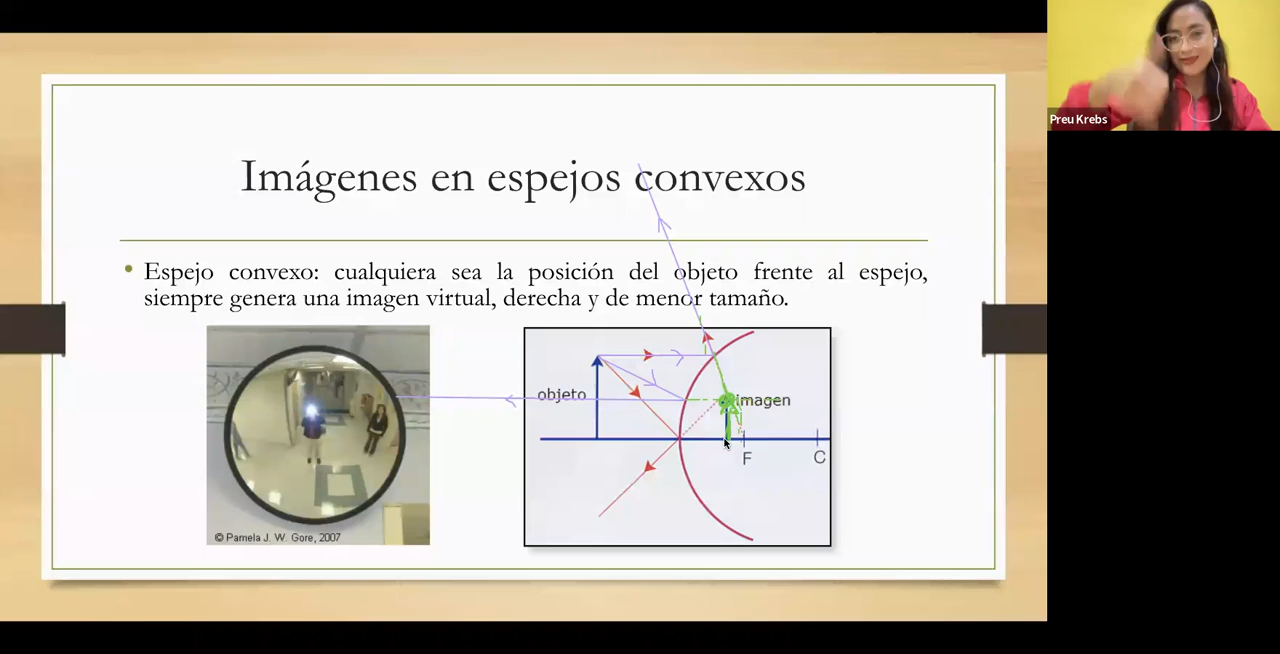 Preu Krebs
Imágenes en espejos convexos
• Espejo convexo: cualquiera sea la posición del objeto frente al espejo,
siempre genera una imagen virtual, derecha y de menor tamaño.
objeto
imagen
F
C
© Pamela J. W. Gore, 2007